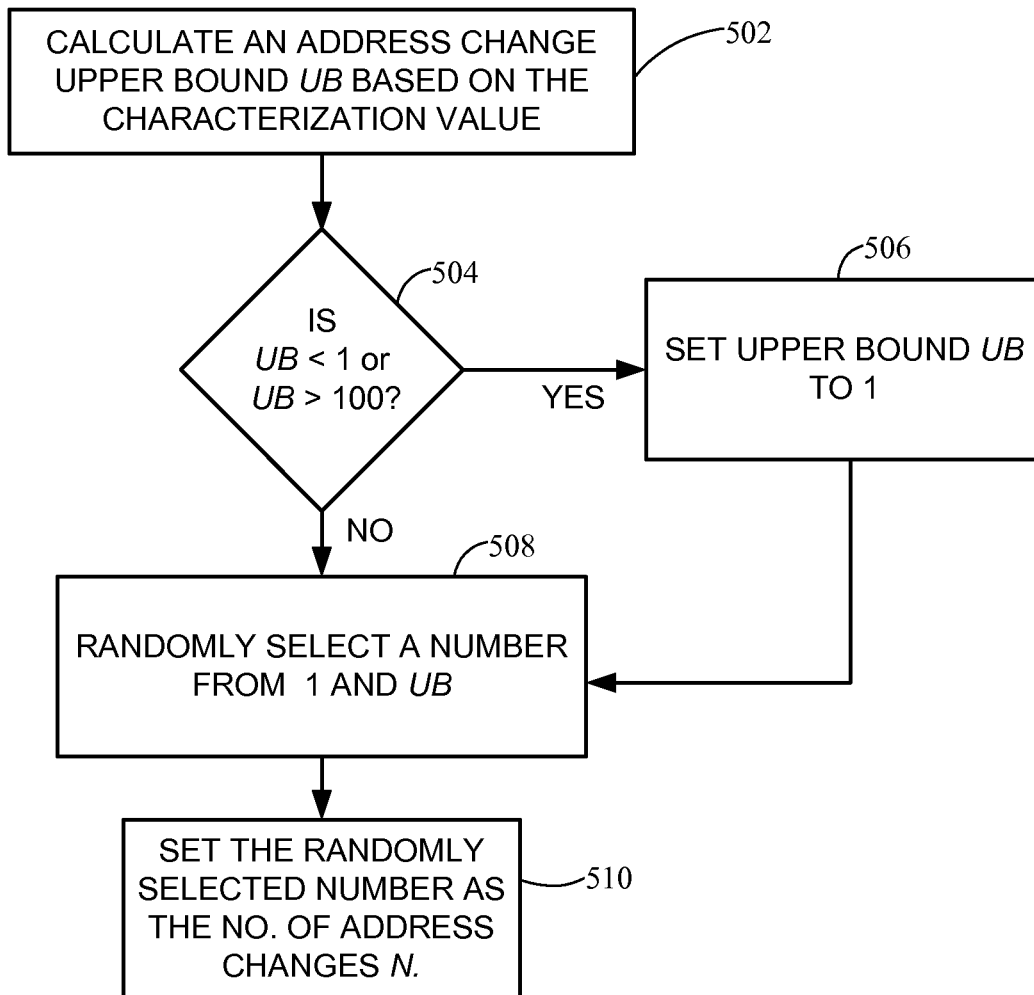 CALCULATE AN ADDRESS CHANGE
UPPER BOUND UB BASED ON THE
CHARACTERIZATION VALUE
502
IS
UB < 1 or
UB > 100?
504
YES
506
SET UPPER BOUND UB
TO 1
NO
508
RANDOMLY SELECT A NUMBER
FROM 1 AND UB
SET THE RANDOMLY
SELECTED NUMBER AS
THE NO. OF ADDRESS
CHANGES N.
510